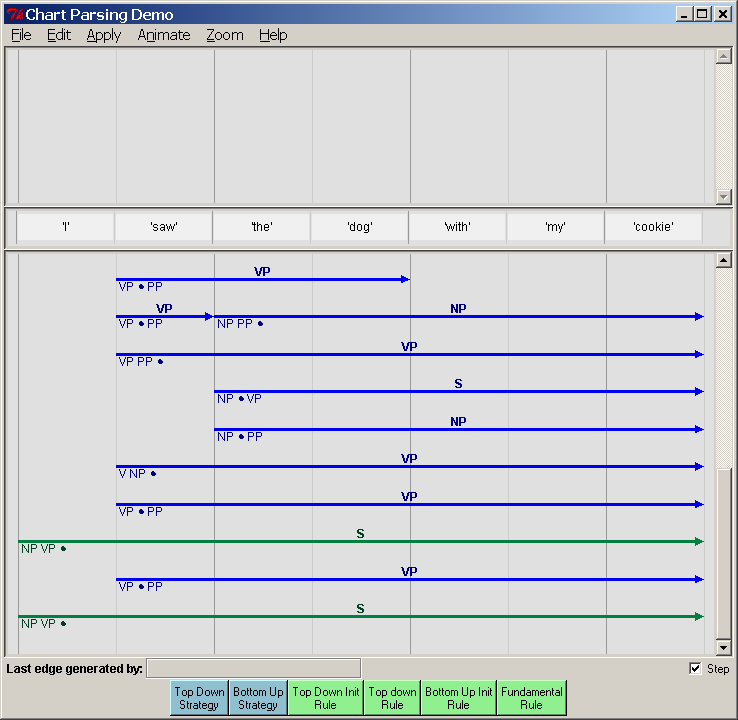 Chart Parsing Demo
File Edit Apply Animate Zoom Help
'I' 'saw' 'the' 'dog' 'with' 'my' 'cookie'
VP
VP • PP
VP NP
VP • PP NP PP •
VP
VP PP •
S
NP • VP
NP
NP • PP
VP
V NP •
VP
VP • PP
S
NP VP •
VP
VP • PP
S
NP VP •
Last edge generated by: Step
Top Down Bottom Up Top Down Init Top down Bottom Up Init Fundamental
Strategy Strategy Rule Rule Rule Rule